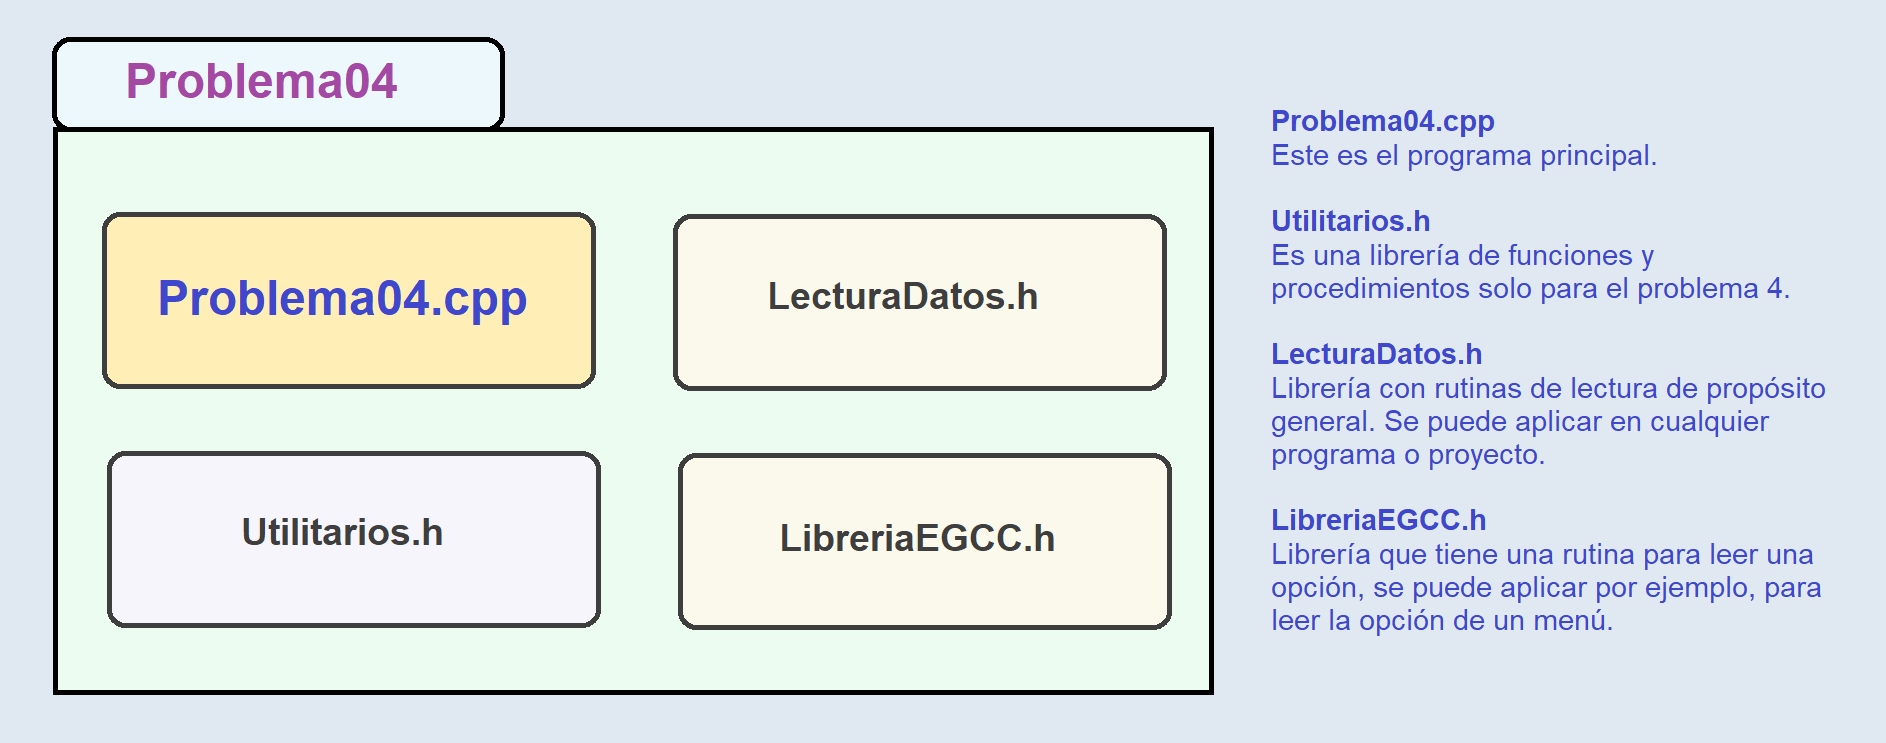 Problema04
Problema04.cpp
LecturaDatos.h
Utilitarios.h
LibreriaEGCC.h
Problema04.cpp
Este es el programa principal.
Utilitarios.h
Es una librería de funciones y
procedimientos solo para el problema 4.
LecturaDatos.h
Librería con rutinas de lectura de propósito
general. Se puede aplicar en cualquier
programa o proyecto.
LibreriaEGCC.h
Librería que tiene una rutina para leer una
opción, se puede aplicar por ejemplo, para
leer la opción de un menú.